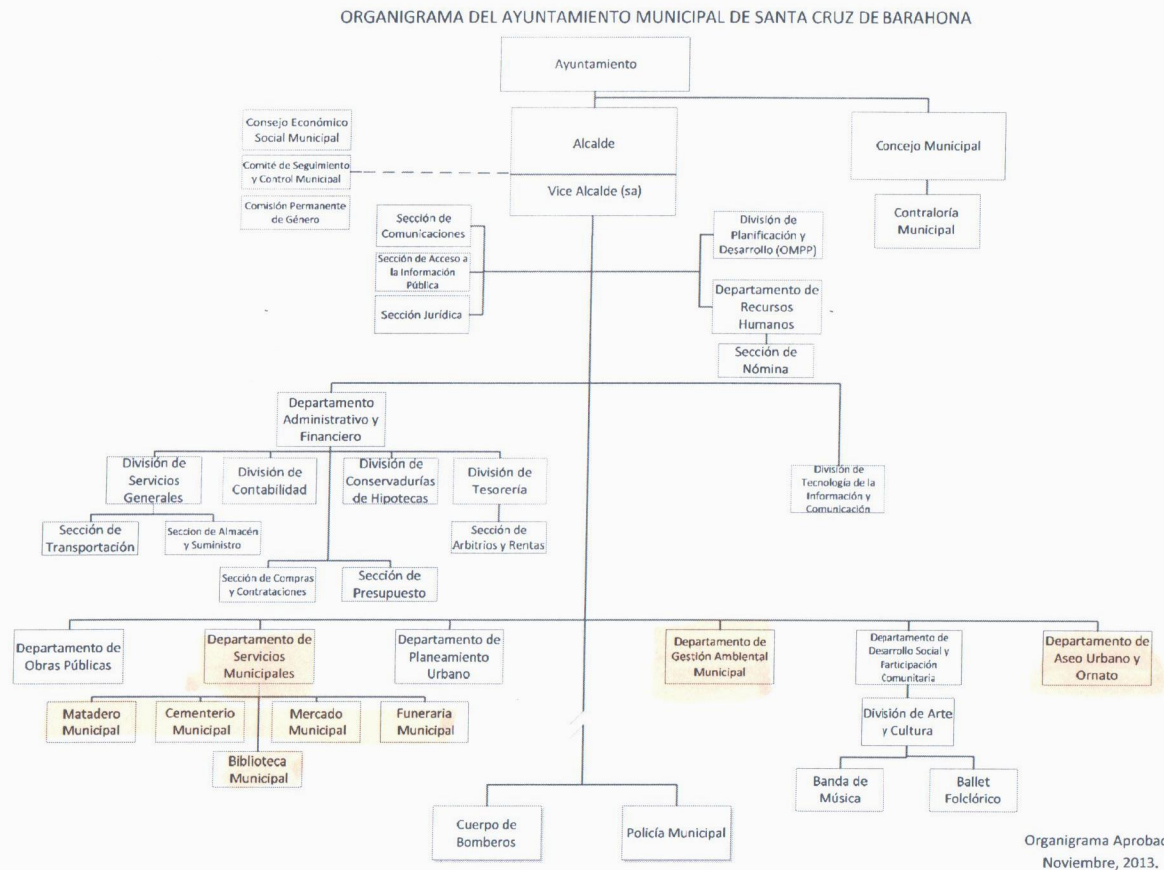 ORGANIGRAMA DEL AYUNTAMIENTO MUNICIPAL DE SANTA CRUZ DE BARAHONA
Ayuntamiento
Consejo Económico
Social Municipal
Comité de Seguimiento
y Control Municipal
Comisión Permanente
de Género
Alcalde
Vice Alcalde (sa)
Concejo Municipal
Contraloría
Municipal
Sección de
Comunicaciones
Sección de Acceso a
la Información
Pública
Sección Jurídica
División de
Planificación y
Desarrollo (OMPP)
Departamento de
Recursos
Humanos
Sección de
Nómina
Departamento
Administrativo y
Financiero
División de
Servicios
Generales
División de
Contabilidad
División de
Conservadurías
de Hipotecas
División de
Tesorería
División de
Tecnología de la
Información y
Comunicación
Sección de
Transportación
Seccion de Almacén
y Suministro
Sección de
Arbitrios y Rentas
Sección de Compras
y Contrataciones
Sección de
Presupuesto
Departamento de
Obras Públicas
Departamento de
Servicios
Municipales
Departamento de
Planeamiento
Urbano
Departamento de
Gestión Ambiental
Municipal
Departamento de
Desarrollo Social y
Participación
Comunitaria
Departamento de
Aseo Urbano y
Ornato
Matadero
Municipal
Cementerio
Municipal
Mercado
Municipal
Funeraria
Municipal
Biblioteca
Municipal
División de Arte
y Cultura
Banda de
Música
Ballet
Folclórico
Cuerpo de
Bomberos
Policía Municipal
Organigrama Aprobad
Noviembre, 2013.